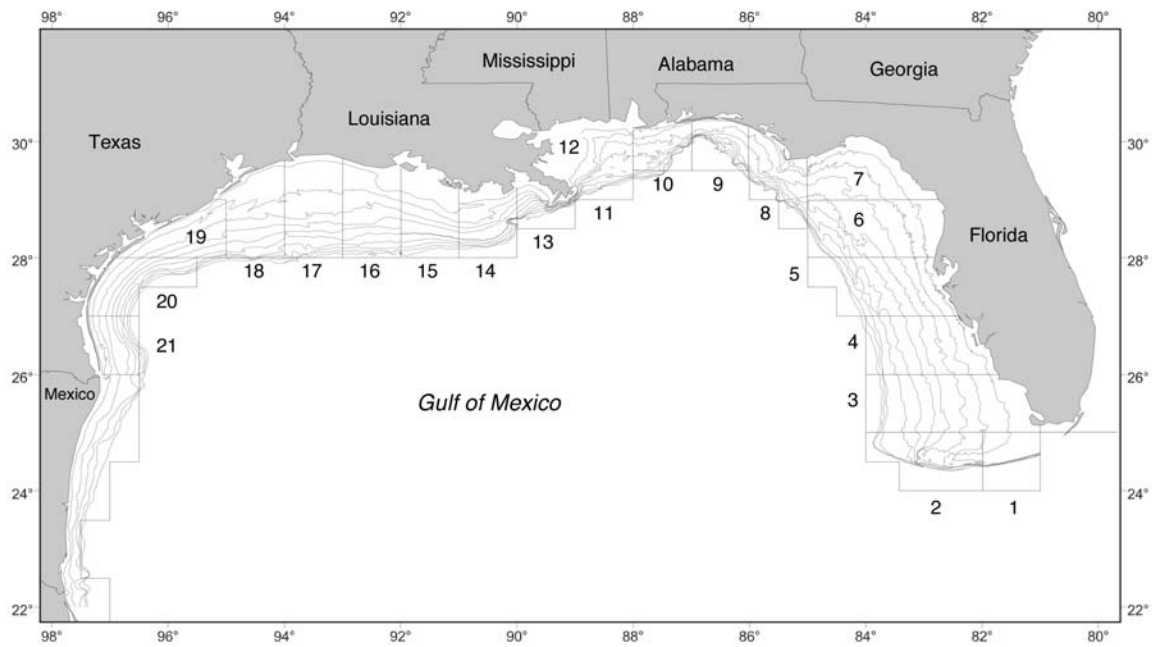 98° 96° 94° 92° 90° 88° 86° 84° 82° 80°
Mississippi
Alabama
Georgia
Louisiana
Texas
30° 30°
12
7
10 9
11
8
6
19
13
Florida
28° 28°
18 17 16 15 14
5
20
4
21
26° 26°
Mexico
3
Gulf of Mexico
24° 24°
2 1
22° 22°
98° 96° 94° 92° 90° 88° 86° 84° 82° 80°